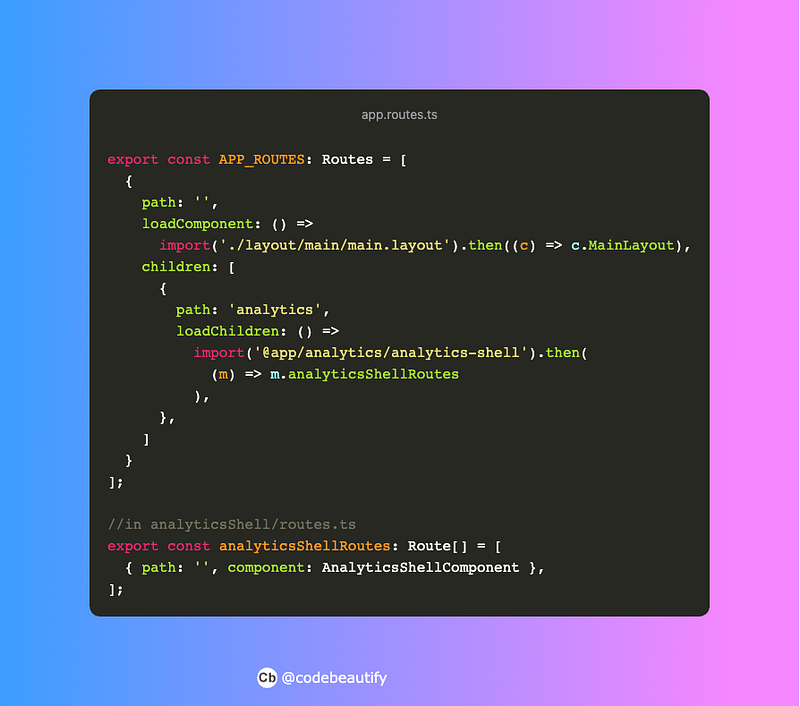 app.routes.ts
export const APP_ROUTES: Routes = [
  {
    path: '',
    loadComponent: () =>
      import('./layout/main/main.layout').then((c) => c.MainLayout),
    children: [
      {
        path: 'analytics',
        loadChildren: () =>
          import('@app/analytics/analytics-shell').then(
            (m) => m.analyticsShellRoutes
          ),
      },
    ]
  }
];

//in analyticsShell/routes.ts
export const analyticsShellRoutes: Route[] = [
  { path: '', component: AnalyticsShellComponent },
];
Cb @codebeautify